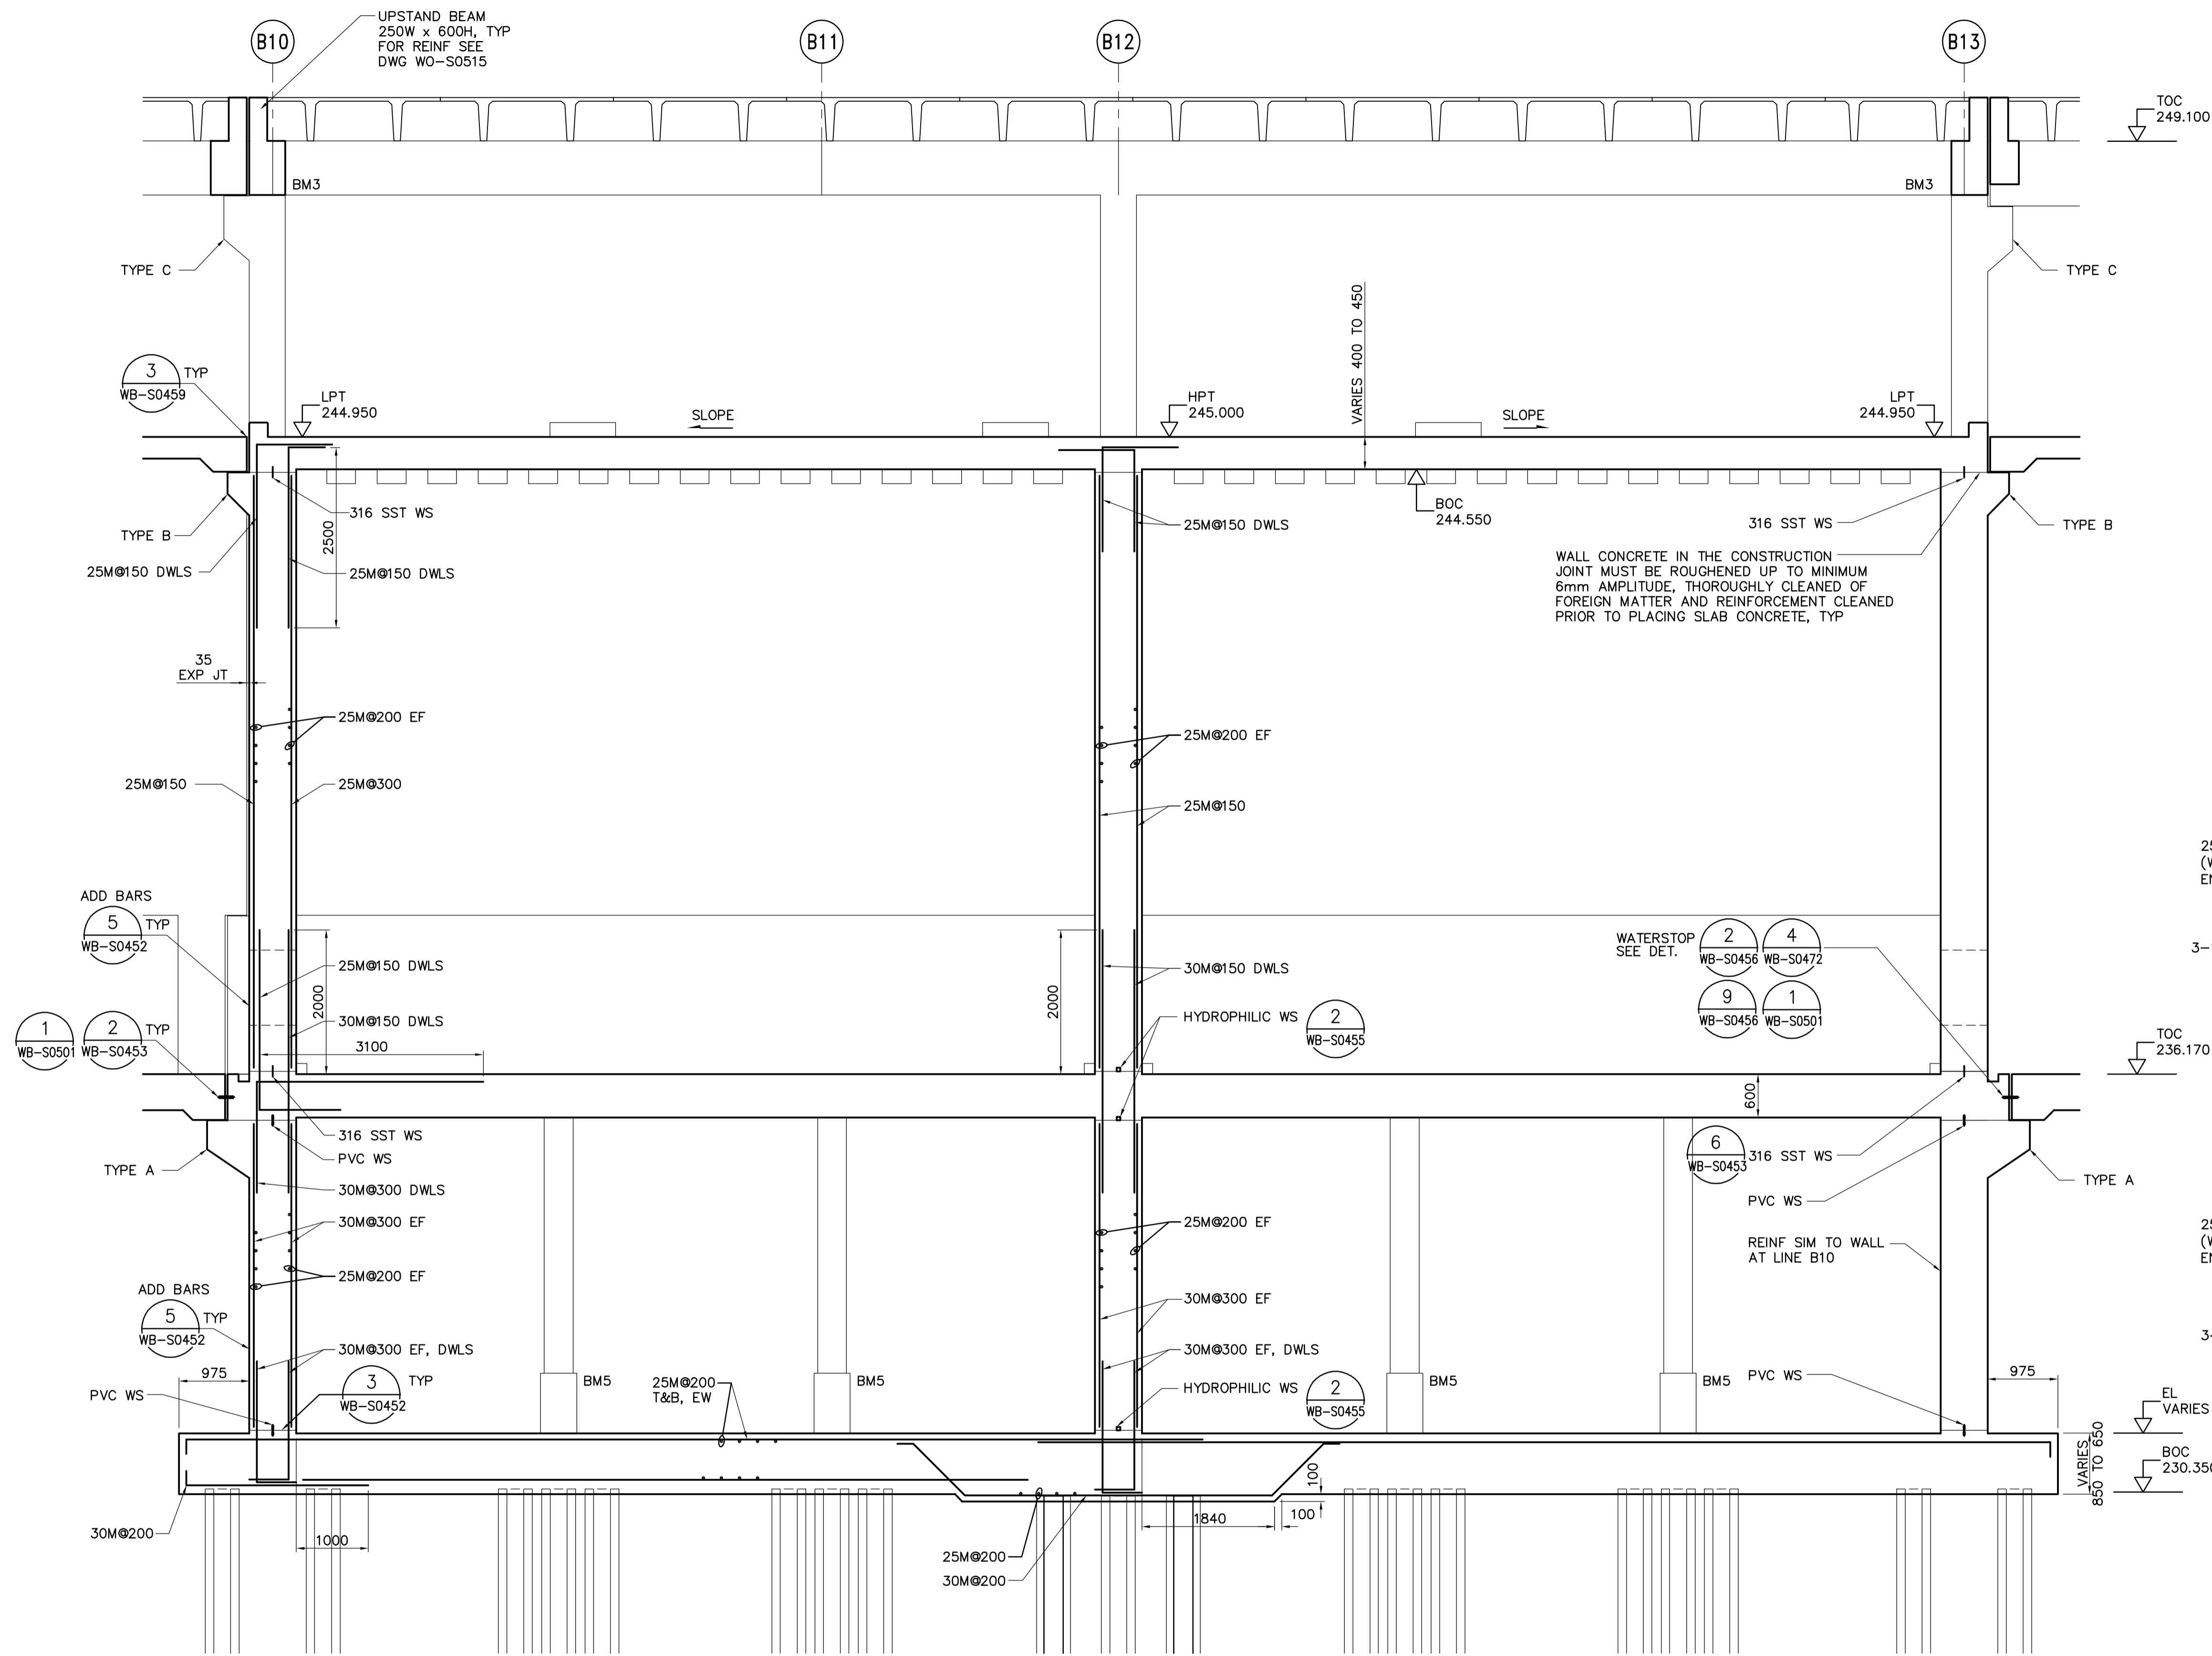 UPSTAND BEAM
250W x 600H, TYP
FOR REINF SEE
DWG WO-S0515
B10
B11
B12
B13
TOC
249.100
BM3
BM3
TYPE C
TYPE C
VARIES 400 TO 450
3
WB-S0459
TYP
LPT
244.950
SLOPE
HPT
245.000
SLOPE
LPT
244.950
316 SST WS
2500
TYPE B
25M@150 DWLS
25M@150 DWLS
25M@150 DWLS
BOC
244.550
316 SST WS
TYPE B
WALL CONCRETE IN THE CONSTRUCTION
JOINT MUST BE ROUGHENED UP TO MINIMUM
6mm AMPLITUDE, THOROUGHLY CLEANED OF
FOREIGN MATTER AND REINFORCEMENT CLEANED
PRIOR TO PLACING SLAB CONCRETE, TYP
35
EXP JT
25M@200 EF
25M@200 EF
25M@150
25M@300
25M@150
ADD BARS
5
WB-S0452
TYP
25M@150 DWLS
2000
30M@150 DWLS
3100
2000
30M@150 DWLS
HYDROPHILIC WS
2
WB-S0455
WATERSTOP
SEE DET.
2
WB-S0456
4
WB-S0472
9
WB-S0456
1
WB-S0501
1
WB-S0501
2
WB-S0453
TYP
TOC
236.170
600
316 SST WS
PVC WS
TYPE A
30M@300 DWLS
30M@300 EF
25M@200 EF
25M@200 EF
6
WB-S0453
316 SST WS
PVC WS
TYPE A
REINF SIM TO WALL
AT LINE B10
ADD BARS
5
WB-S0452
TYP
30M@300 EF, DWLS
30M@300 EF
30M@300 EF, DWLS
975
PVC WS
3
WB-S0452
TYP
BM5
25M@200
T&B, EW
BM5
HYDROPHILIC WS
2
WB-S0455
BM5
BM5
PVC WS
975
EL
VARIES
VARIES
850 TO 650
BOC
230.350
30M@200
1000
100
1840
100
25M@200
30M@200